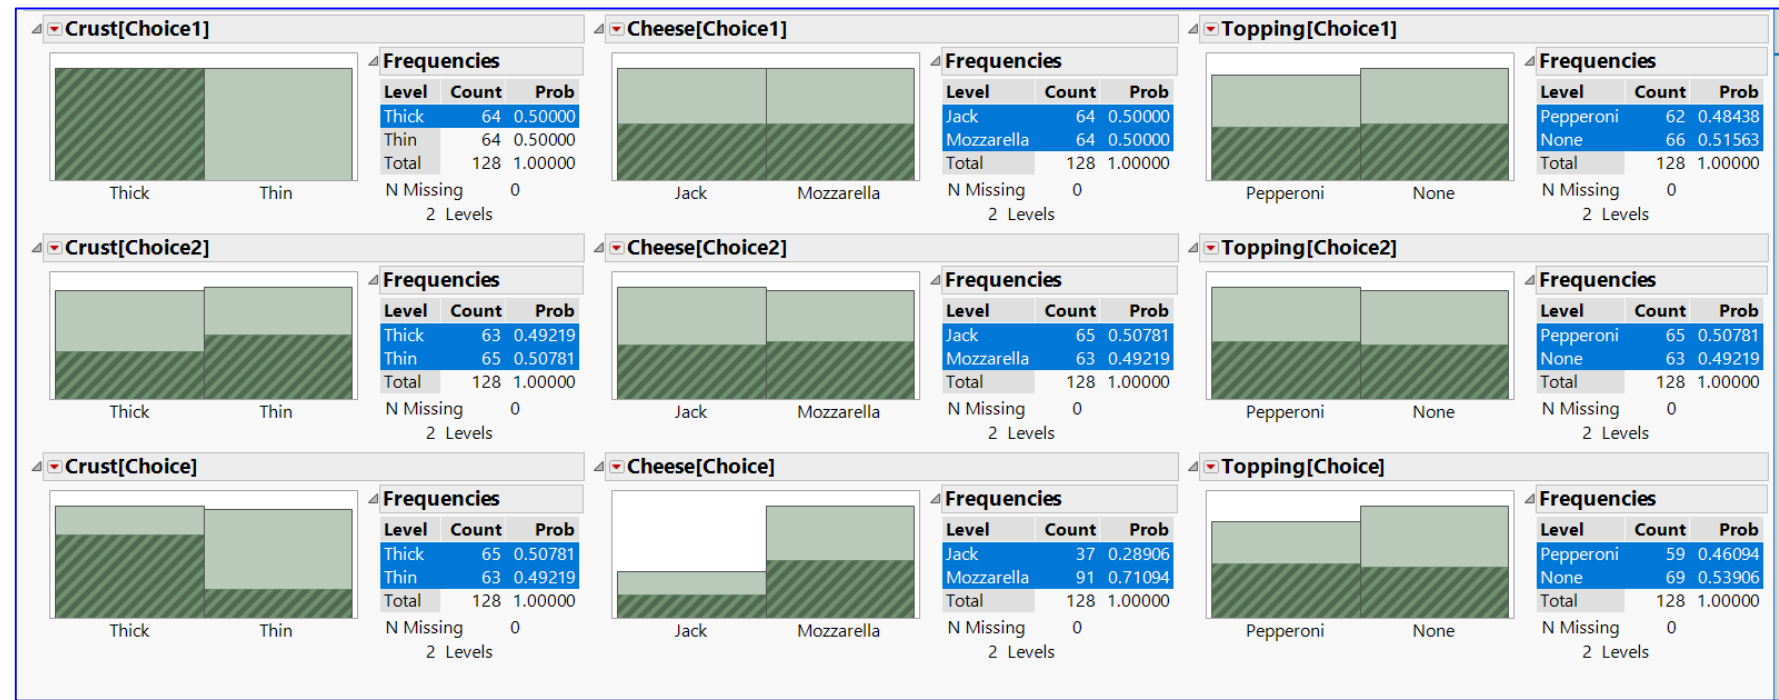 Crust[Choice1]
Frequencies
Level Count Prob
Thick 64 0.50000
Thin 64 0.50000
Total 128 1.00000
N Missing 0
2 Levels
Thick Thin
Cheese[Choice1]
Frequencies
Level Count Prob
Jack 64 0.50000
Mozzarella 64 0.50000
Total 128 1.00000
N Missing 0
2 Levels
Jack Mozzarella
Topping[Choice1]
Frequencies
Level Count Prob
Pepperoni 62 0.48438
None 66 0.51563
Total 128 1.00000
N Missing 0
2 Levels
Pepperoni None
Crust[Choice2]
Frequencies
Level Count Prob
Thick 63 0.49219
Thin 65 0.50781
Total 128 1.00000
N Missing 0
2 Levels
Thick Thin
Cheese[Choice2]
Frequencies
Level Count Prob
Jack 65 0.50781
Mozzarella 63 0.49219
Total 128 1.00000
N Missing 0
2 Levels
Jack Mozzarella
Topping[Choice2]
Frequencies
Level Count Prob
Pepperoni 65 0.50781
None 63 0.49219
Total 128 1.00000
N Missing 0
2 Levels
Pepperoni None
Crust[Choice]
Frequencies
Level Count Prob
Thick 65 0.50781
Thin 63 0.49219
Total 128 1.00000
N Missing 0
2 Levels
Thick Thin
Cheese[Choice]
Frequencies
Level Count Prob
Jack 37 0.28906
Mozzarella 91 0.71094
Total 128 1.00000
N Missing 0
2 Levels
Jack Mozzarella
Topping[Choice]
Frequencies
Level Count Prob
Pepperoni 59 0.46094
None 69 0.53906
Total 128 1.00000
N Missing 0
2 Levels
Pepperoni None